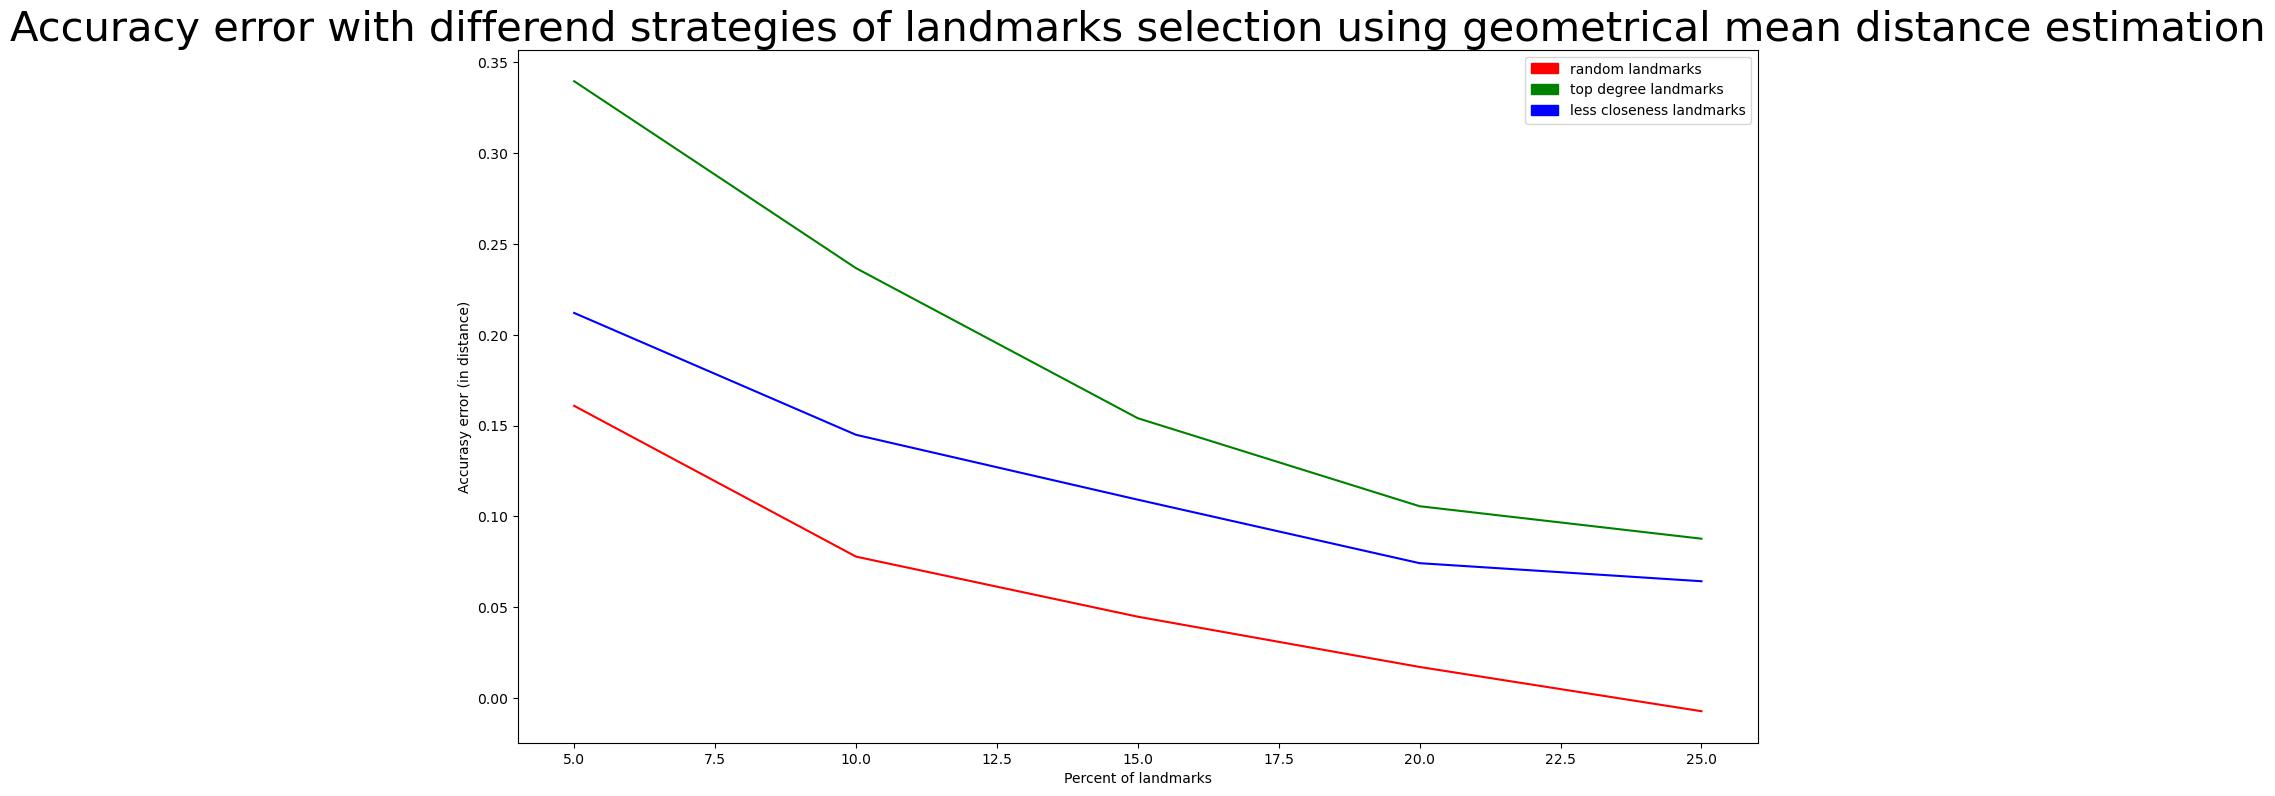 Accuracy error with differend strategies of landmarks selection using geometrical mean distance estimation
random landmarks
top degree landmarks
less closeness landmarks
Accurasy error (in distance)
0.35
0.30
0.25
0.20
0.15
0.10
0.05
0.00
5.0 7.5 10.0 12.5 15.0 17.5 20.0 22.5 25.0
Percent of landmarks